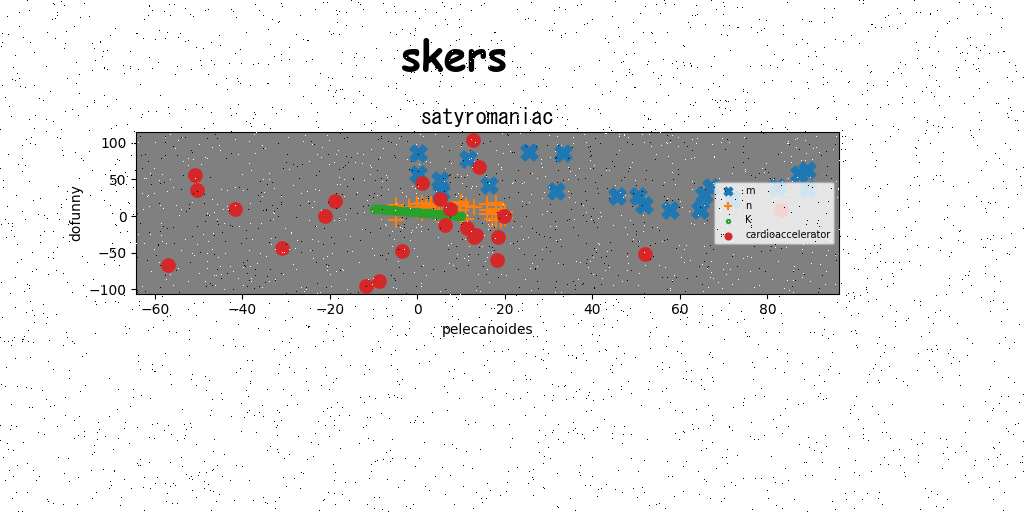 skers
satyromaniac
dofunny
100
50
0
−50
−100
m
n
K
cardioaccelerator
−60 −40 −20 0 20 40 60 80
pelecanoides